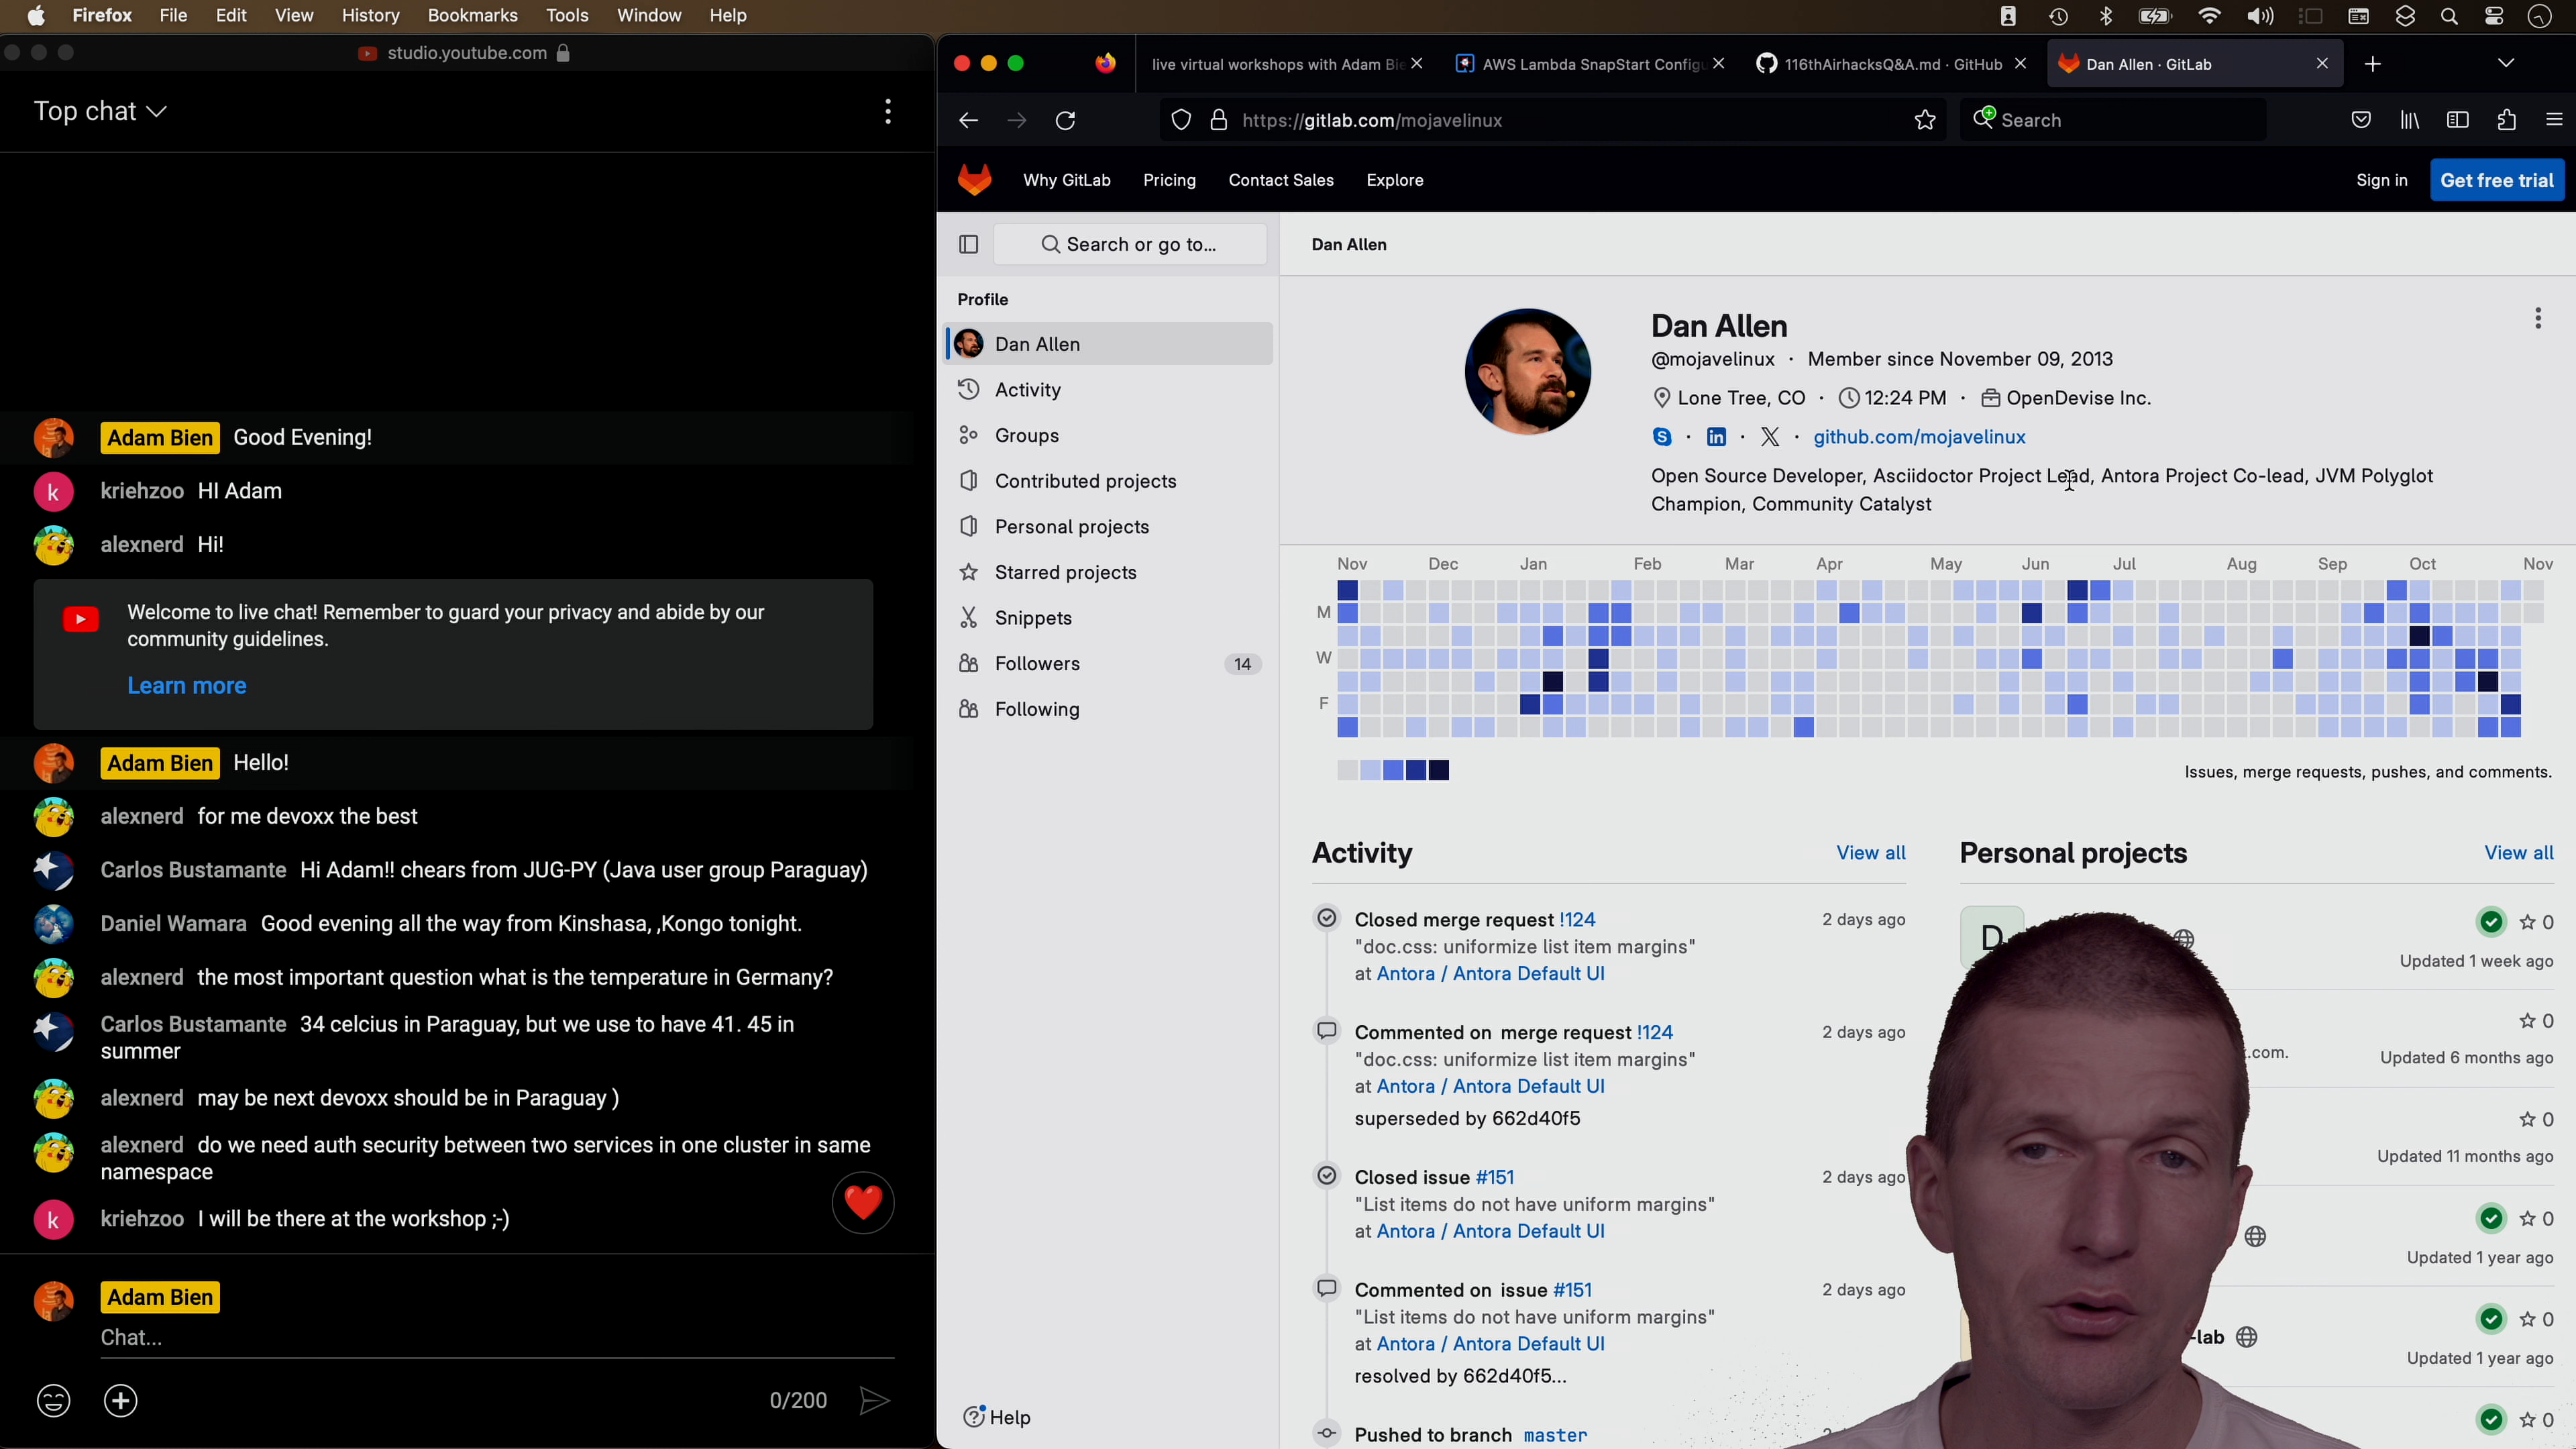 Firefox File Edit View History Bookmarks Tools Window Help
studio.youtube.com
Top chat
Adam Bien Good Evening!
kriehzoo HI Adam
alexnerd Hi!
Welcome to live chat! Remember to guard your privacy and abide by our
community guidelines.
Learn more
Adam Bien Hello!
alexnerd for me devoxx the best
Carlos Bustamante Hi Adam!! chears from JUG-PY (Java user group Paraguay)
Daniel Wamara Good evening all the way from Kinshasa, ,Kongo tonight.
alexnerd the most important question what is the temperature in Germany?
Carlos Bustamante 34 celcius in Paraguay, but we use to have 41. 45 in
summer
alexnerd may be next devoxx should be in Paraguay )
alexnerd do we need auth security between two services in one cluster in same
namespace
k kriehzoo I will be there at the workshop ;-)
Adam Bien
Chat...
0/200
live virtual workshops with Adam Bie
AWS Lambda SnapStart Configu
116thAirhacksQ&A.md · GitHub
Dan Allen · GitLab
https://gitlab.com/mojavelinux
Search
Why GitLab Pricing Contact Sales Explore
Sign in
Get free trial
Search or go to...
Dan Allen
Profile
Dan Allen
Activity
Groups
Contributed projects
Personal projects
Starred projects
Snippets
Followers 14
Following
Help
Dan Allen
@mojavelinux · Member since November 09, 2013
Lone Tree, CO · 12:24 PM · OpenDevise Inc.
github.com/mojavelinux
Open Source Developer, Asciidoctor Project Lead, Antora Project Co-lead, JVM Polyglot
Champion, Community Catalyst
Nov Dec Jan Feb Mar Apr May Jun Jul Aug Sep Oct Nov
M
W
F
Issues, merge requests, pushes, and comments.
Activity View all
Closed merge request !124 2 days ago
"doc.css: uniformize list item margins"
at Antora / Antora Default UI
Commented on merge request !124 2 days ago
"doc.css: uniformize list item margins"
at Antora / Antora Default UI
superseded by 662d40f5
Closed issue #151 2 days ago
"List items do not have uniform margins"
at Antora / Antora Default UI
Commented on issue #151 2 days ago
"List items do not have uniform margins"
at Antora / Antora Default UI
resolved by 662d40f5...
Pushed to branch master
Personal projects View all
D
0
Updated 1 week ago
0
.com.
Updated 6 months ago
0
Updated 11 months ago
0
Updated 1 year ago
0
-lab
Updated 1 year ago
0